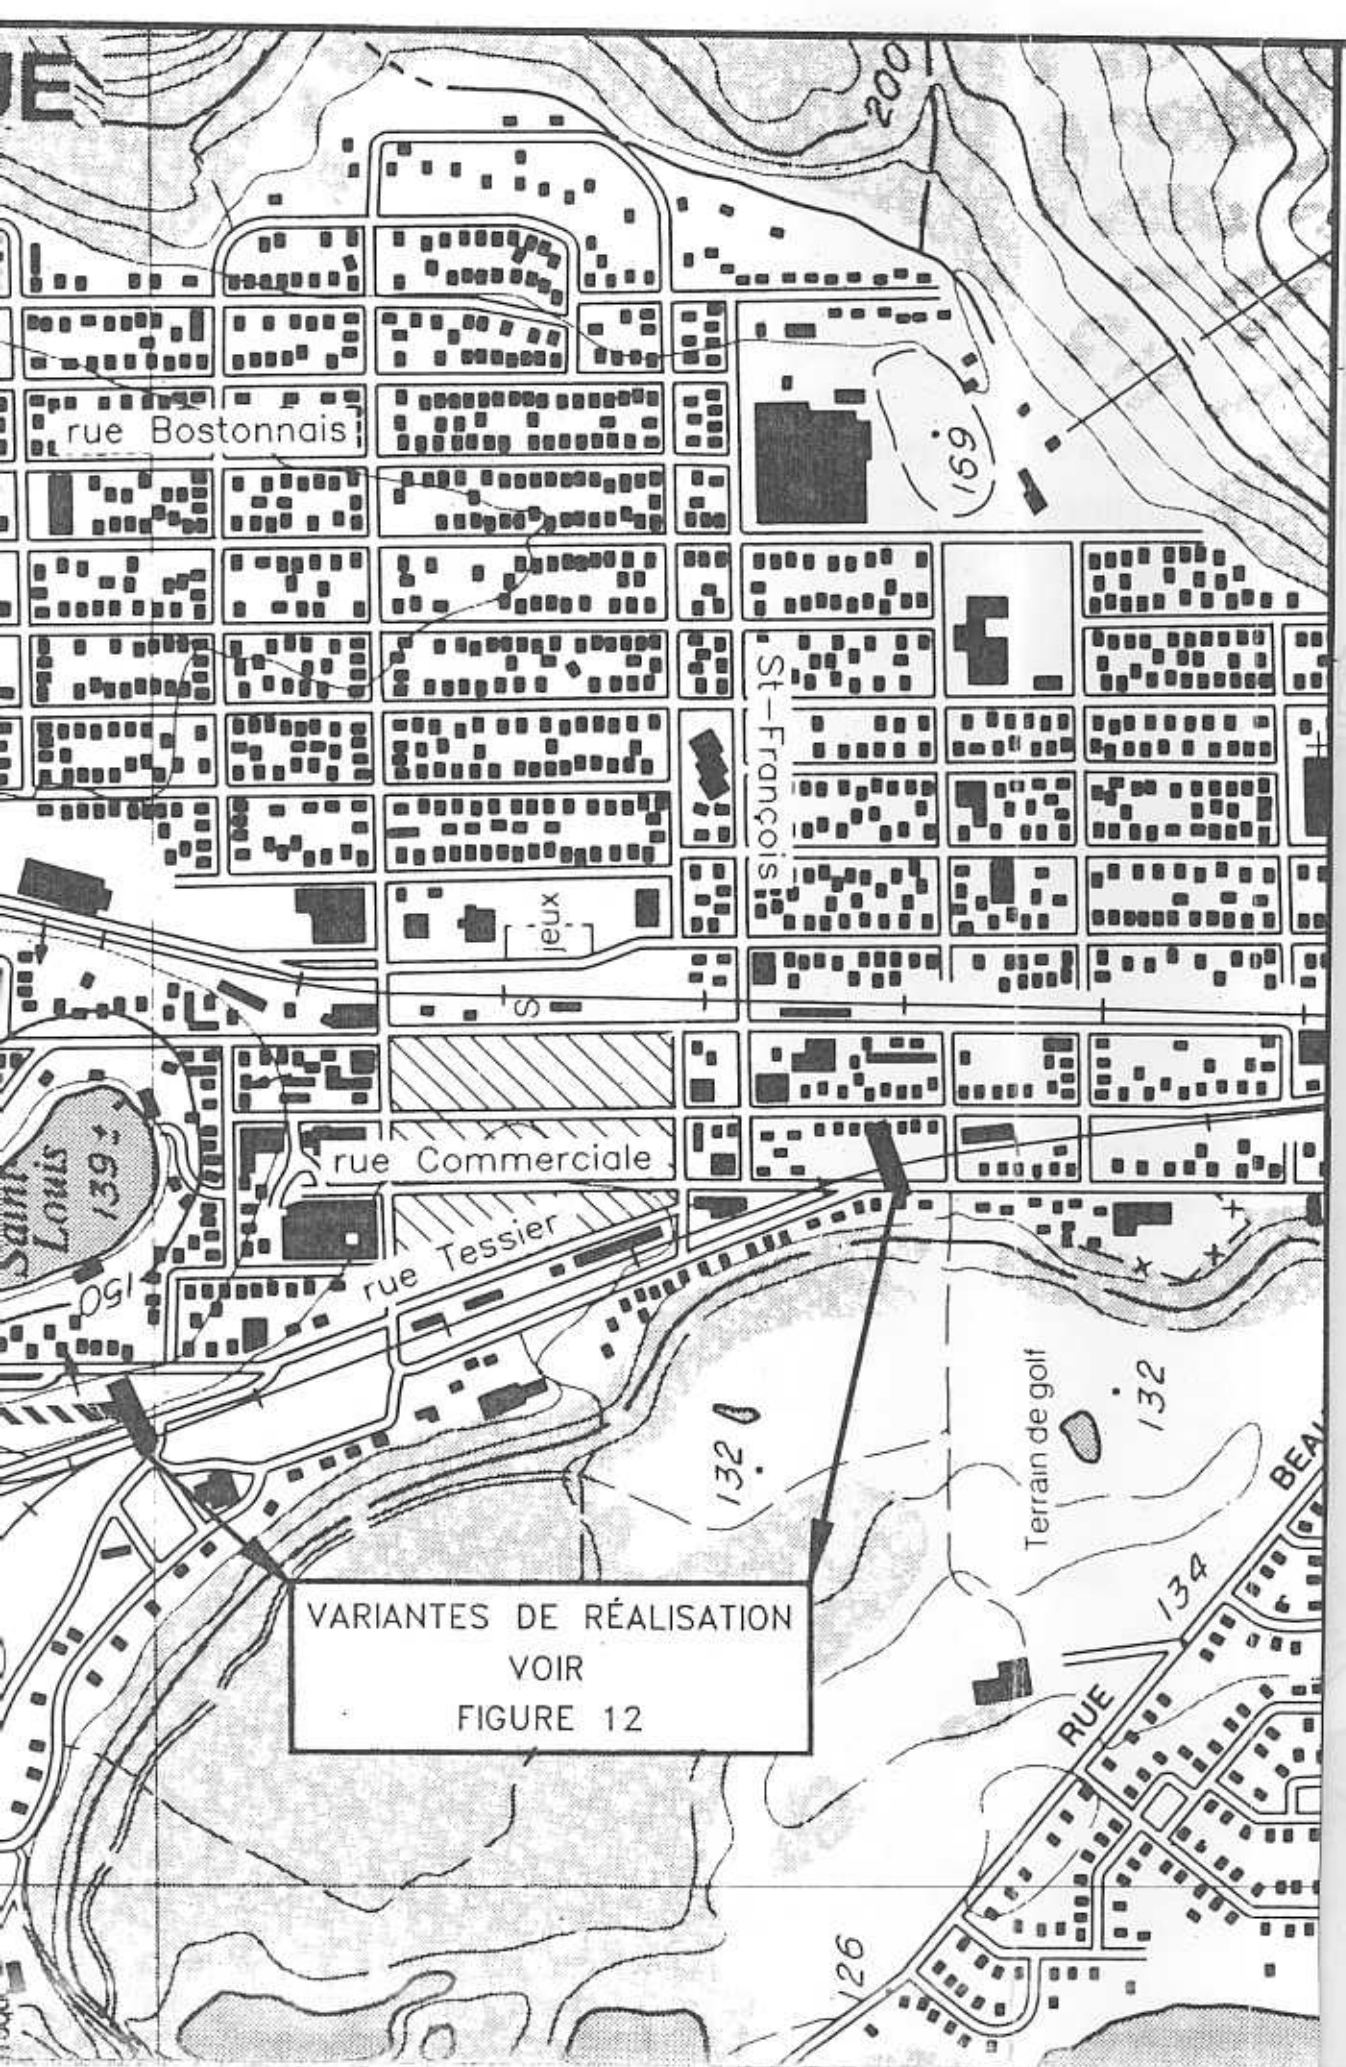 UE
200
rue Bostonnais
169
St-François
jeux
S
Saint
Louis
139
rue Commerciale
rue Tessier
150
132
Terrain de golf
132
BEAU
134
VARIANTES DE RÉALISATION
VOIR
FIGURE 12
RUE
126